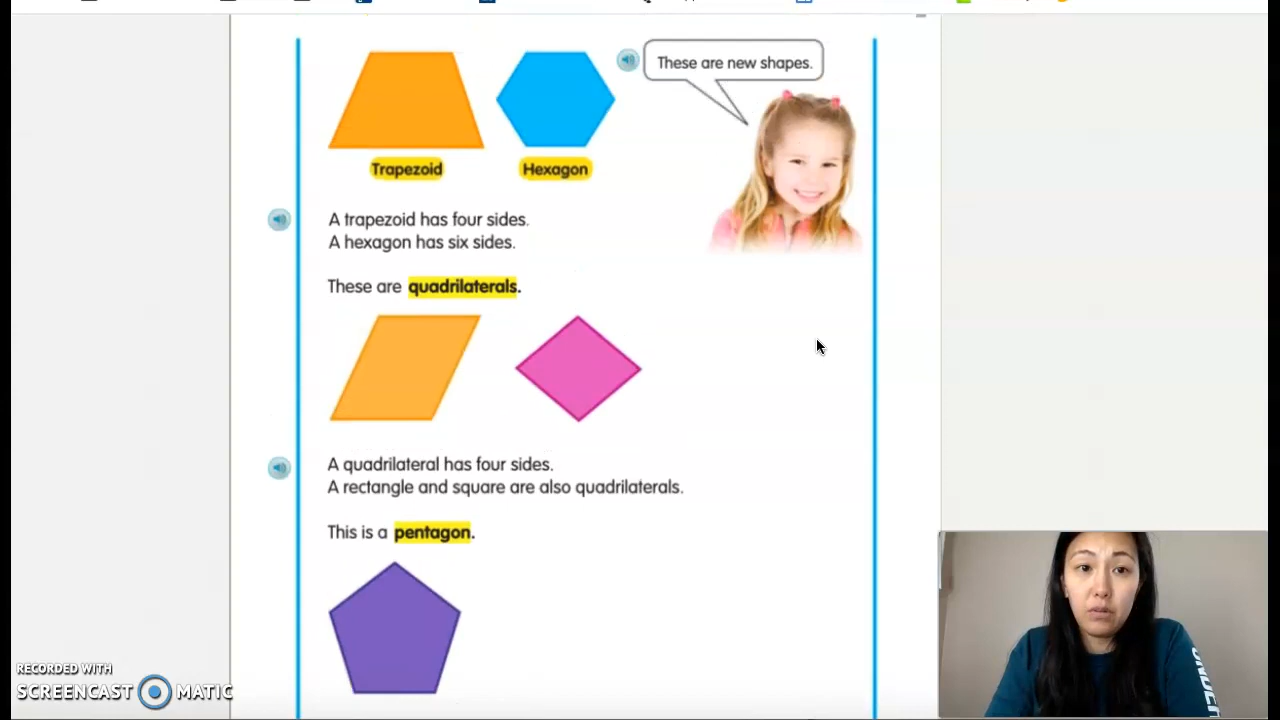 These are new shapes.
Trapezoid
Hexagon
A trapezoid has four sides.
A hexagon has six sides.
These are quadrilaterals.
A quadrilateral has four sides.
A rectangle and square are also quadrilaterals.
This is a pentagon.
RECORDED WITH
SCREENCAST MATIC
UNDER